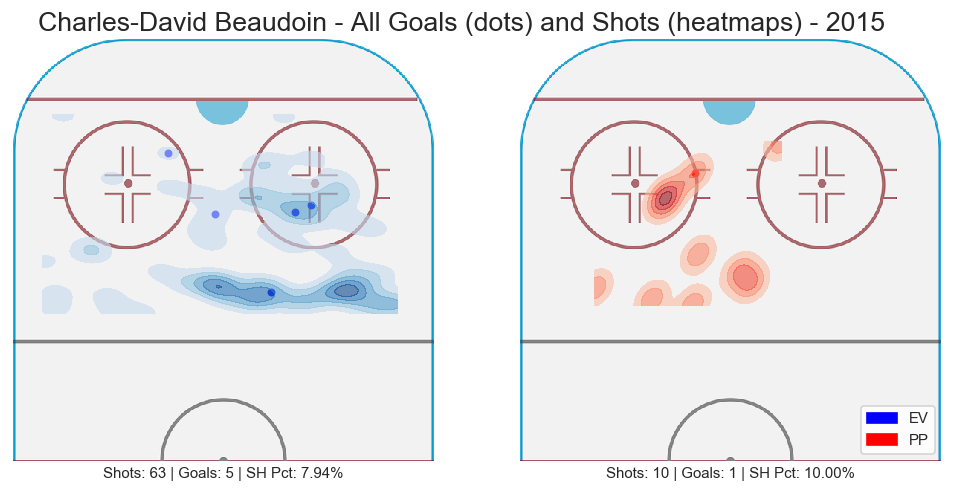 Charles-David Beaudoin - All Goals (dots) and Shots (heatmaps) - 2015
EV
PP
Shots: 63 | Goals: 5 | SH Pct: 7.94%
Shots: 10 | Goals: 1 | SH Pct: 10.00%